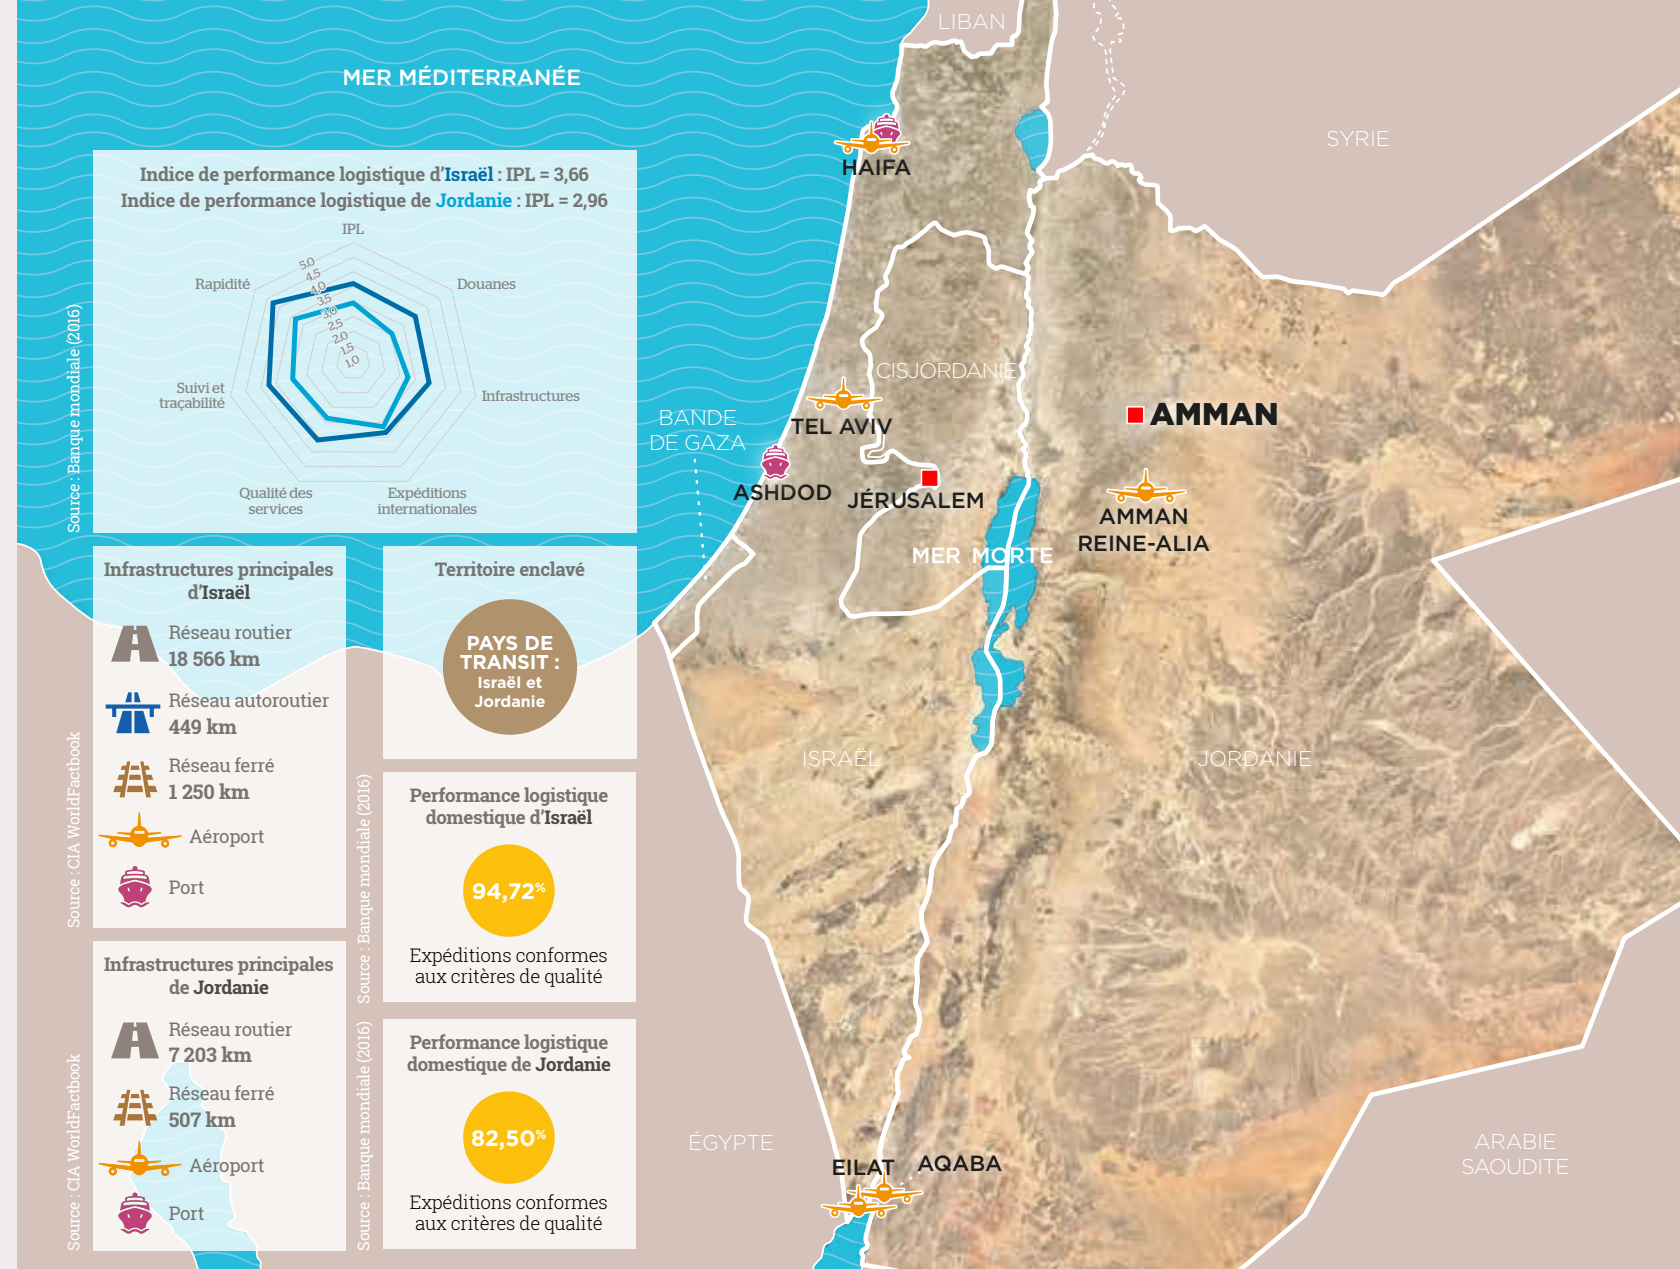 LIBAN
MER MÉDITERRANÉE
SYRIE
HAIFA
Indice de performance logistique d’Israël : IPL = 3,66
Indice de performance logistique de Jordanie : IPL = 2,96
IPL
Rapidité
Douanes
5,0
4,5
4,0
3,5
3,0
2,5
2,0
1,5
1,0
Suivi et
traçabilité
Infrastructures
Qualité des
services
Expéditions
internationales
Source : Banque mondiale (2016)
CISJORDANIE
TEL AVIV
BANDE
DE GAZA
AMMAN
ASHDOD
JÉRUSALEM
AMMAN
REINE-ALIA
MER MORTE
Infrastructures principales
d’Israël
Réseau routier
18 566 km
Réseau autoroutier
449 km
Réseau ferré
1 250 km
Aéroport
Port
Source : CIA WorldFactbook
Territoire enclavé
PAYS DE
TRANSIT :
Israël et
Jordanie
ISRAËL
JORDANIE
Performance logistique
domestique d’Israël
94,72%
Expéditions conformes
aux critères de qualité
Source : Banque mondiale (2016)
Infrastructures principales
de Jordanie
Réseau routier
7 203 km
Réseau ferré
507 km
Aéroport
Port
Source : CIA WorldFactbook
Performance logistique
domestique de Jordanie
82,50%
Expéditions conformes
aux critères de qualité
Source : Banque mondiale (2016)
ÉGYPTE
EILAT
AQABA
ARABIE
SAOUDITE